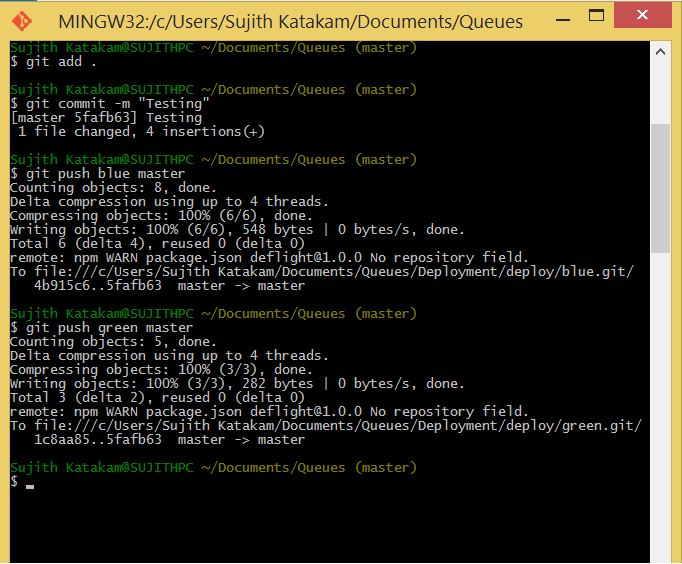 MINGW32:/c/Users/Sujith Katakam/Documents/Queues
Sujith Katakam@SUJITHPC ~/Documents/Queues (master)
$ git add .
Sujith Katakam@SUJITHPC ~/Documents/Queues (master)
$ git commit -m "Testing"
[master 5fafb63] Testing
 1 file changed, 4 insertions(+)
Sujith Katakam@SUJITHPC ~/Documents/Queues (master)
$ git push blue master
Counting objects: 8, done.
Delta compression using up to 4 threads.
Compressing objects: 100% (6/6), done.
Writing objects: 100% (6/6), 548 bytes | 0 bytes/s, done.
Total 6 (delta 4), reused 0 (delta 0)
remote: npm WARN package.json deflight@1.0.0 No repository field.
To file:///c/Users/Sujith Katakam/Documents/Queues/Deployment/deploy/blue.git/
   4b915c6..5fafb63  master -> master
Sujith Katakam@SUJITHPC ~/Documents/Queues (master)
$ git push green master
Counting objects: 5, done.
Delta compression using up to 4 threads.
Compressing objects: 100% (3/3), done.
Writing objects: 100% (3/3), 282 bytes | 0 bytes/s, done.
Total 3 (delta 2), reused 0 (delta 0)
remote: npm WARN package.json deflight@1.0.0 No repository field.
To file:///c/Users/Sujith Katakam/Documents/Queues/Deployment/deploy/green.git/
   1c8aa85..5fafb63  master -> master
Sujith Katakam@SUJITHPC ~/Documents/Queues (master)
$